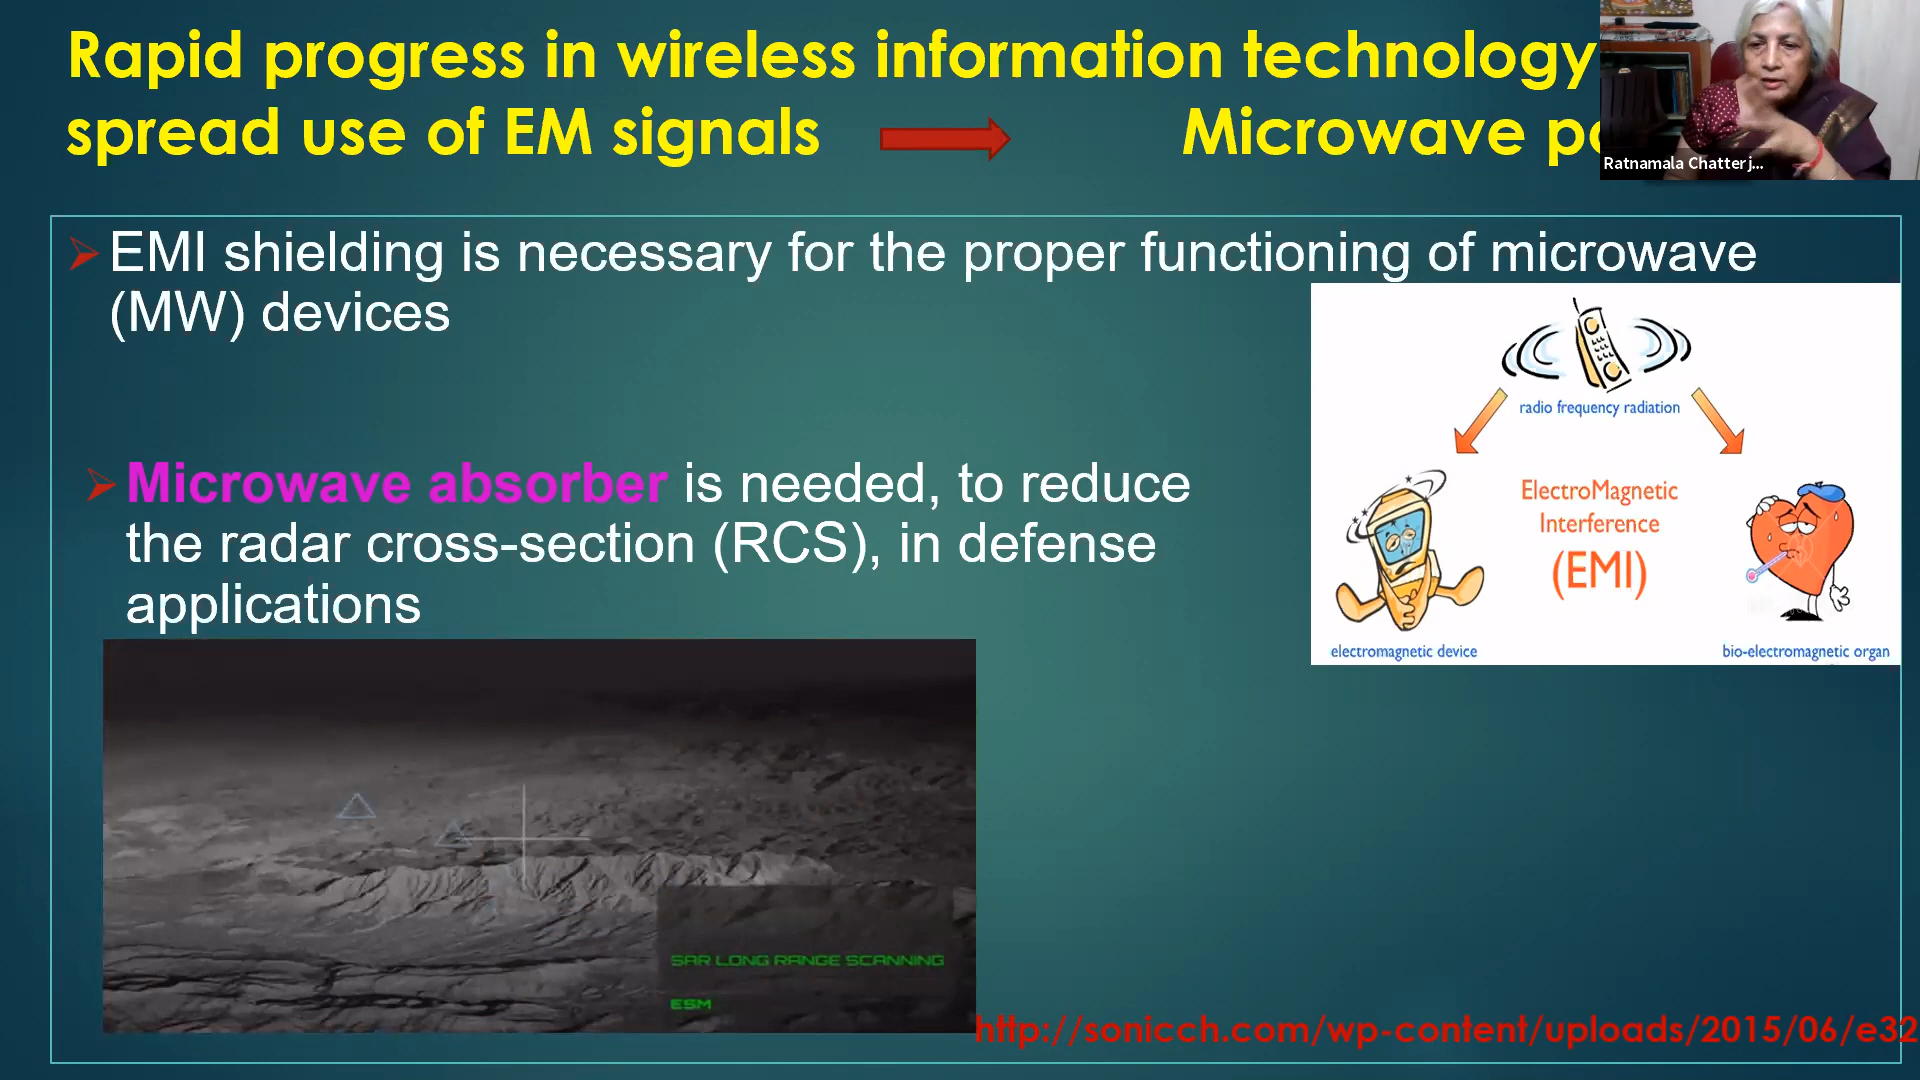 Rapid progress in wireless information technology
spread use of EM signals Microwave
Ratnamala Chatterj...
EMI shielding is necessary for the proper functioning of microwave
(MW) devices
radio frequency radiation
ElectroMagnetic
Interference
(EMI)
electromagnetic device
bio-electromagnetic organ
Microwave absorber is needed, to reduce
the radar cross-section (RCS), in defense
applications
SAR LONG RANGE SCANNING
ESM
http://sonicch.com/wp-content/uploads/2015/06/e32